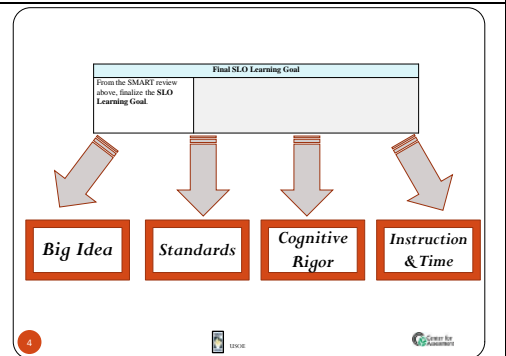 Final SLO Learning Goal
From the SMART review
above, finalize the SLO
Learning Goal.
Big Idea
Standards
Cognitive
Rigor
Instruction
& Time
4
USOE
Center for
Assessment